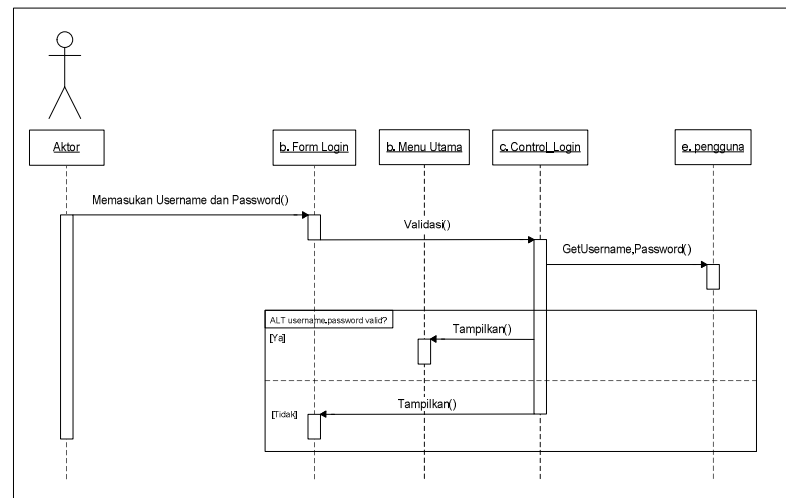 Aktor
b. Form Login
b. Menu Utama
c. Control_Login
e. pengguna
Memasukan Username dan Password()
Validasi()
GetUsername,Password()
ALT username,password valid?
[Ya]
Tampilkan()
[Tidak]
Tampilkan()